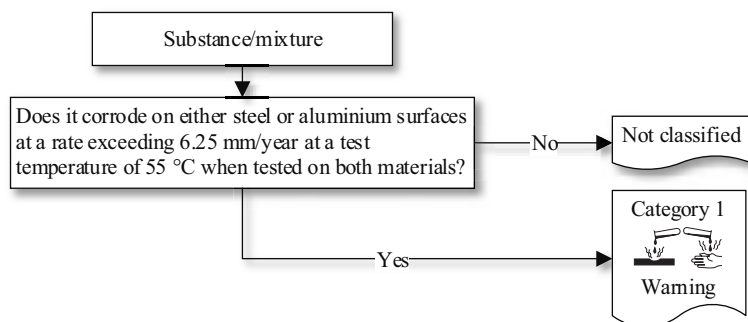 Substance/mixture
Does it corrode on either steel or aluminium surfaces
at a rate exceeding 6.25 mm/year at a test
temperature of 55 °C when tested on both materials?
No
Not classified
Category 1
Yes
Warning